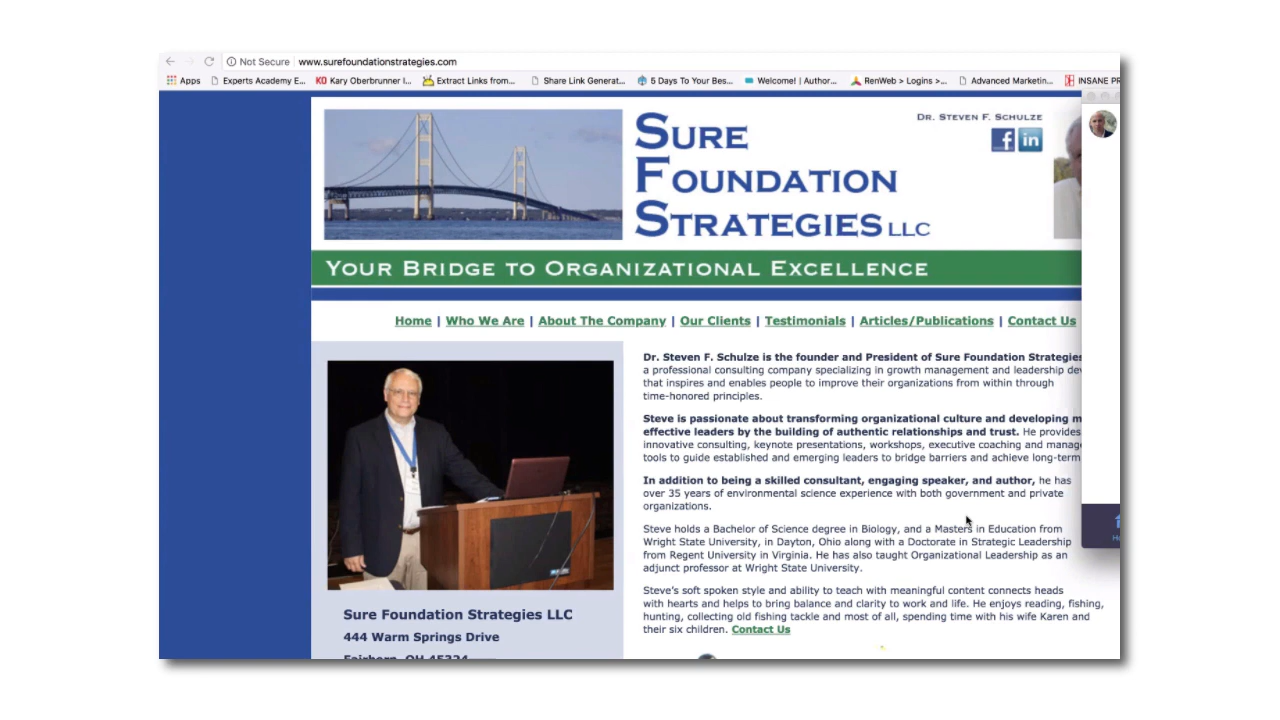 Not Secure | www.surefoundationstrategies.com
Apps Experts Academy E... KO Kary Oberbrunner I... Extract Links from... Share Link Generat... 5 Days To Your Bes... Welcome! | Author... RenWeb > Logins >... Advanced Marketin... INSANE
DR. STEVEN F. SCHULZE
f in
SURE
FOUNDATION
STRATEGIES LLC
YOUR BRIDGE TO ORGANIZATIONAL EXCELLENCE
Home | Who We Are | About The Company | Our Clients | Testimonials | Articles/Publications | Contact Us
Dr. Steven F. Schulze is the founder and President of Sure Foundation Strategies
a professional consulting company specializing in growth management and leadership
that inspires and enables people to improve their organizations from within through
time-honored principles.
Steve is passionate about transforming organizational culture and developing
effective leaders by the building of authentic relationships and trust. He provides
innovative consulting, keynote presentations, workshops, executive coaching and
tools to guide established and emerging leaders to bridge barriers and achieve long-term
In addition to being a skilled consultant, engaging speaker, and author, he has
over 35 years of environmental science experience with both government and private
organizations.
Steve holds a Bachelor of Science degree in Biology, and a Masters in Education from
Wright State University, in Dayton, Ohio along with a Doctorate in Strategic Leadership
from Regent University in Virginia. He has also taught Organizational Leadership as an
adjunct professor at Wright State University.
Steve's soft spoken style and ability to teach with meaningful content connects heads
with hearts and helps to bring balance and clarity to work and life. He enjoys reading, fishing,
hunting, collecting old fishing tackle and most of all, spending time with his wife Karen and
their six children. Contact Us
Sure Foundation Strategies LLC
444 Warm Springs Drive
Fairborn, OH 45324